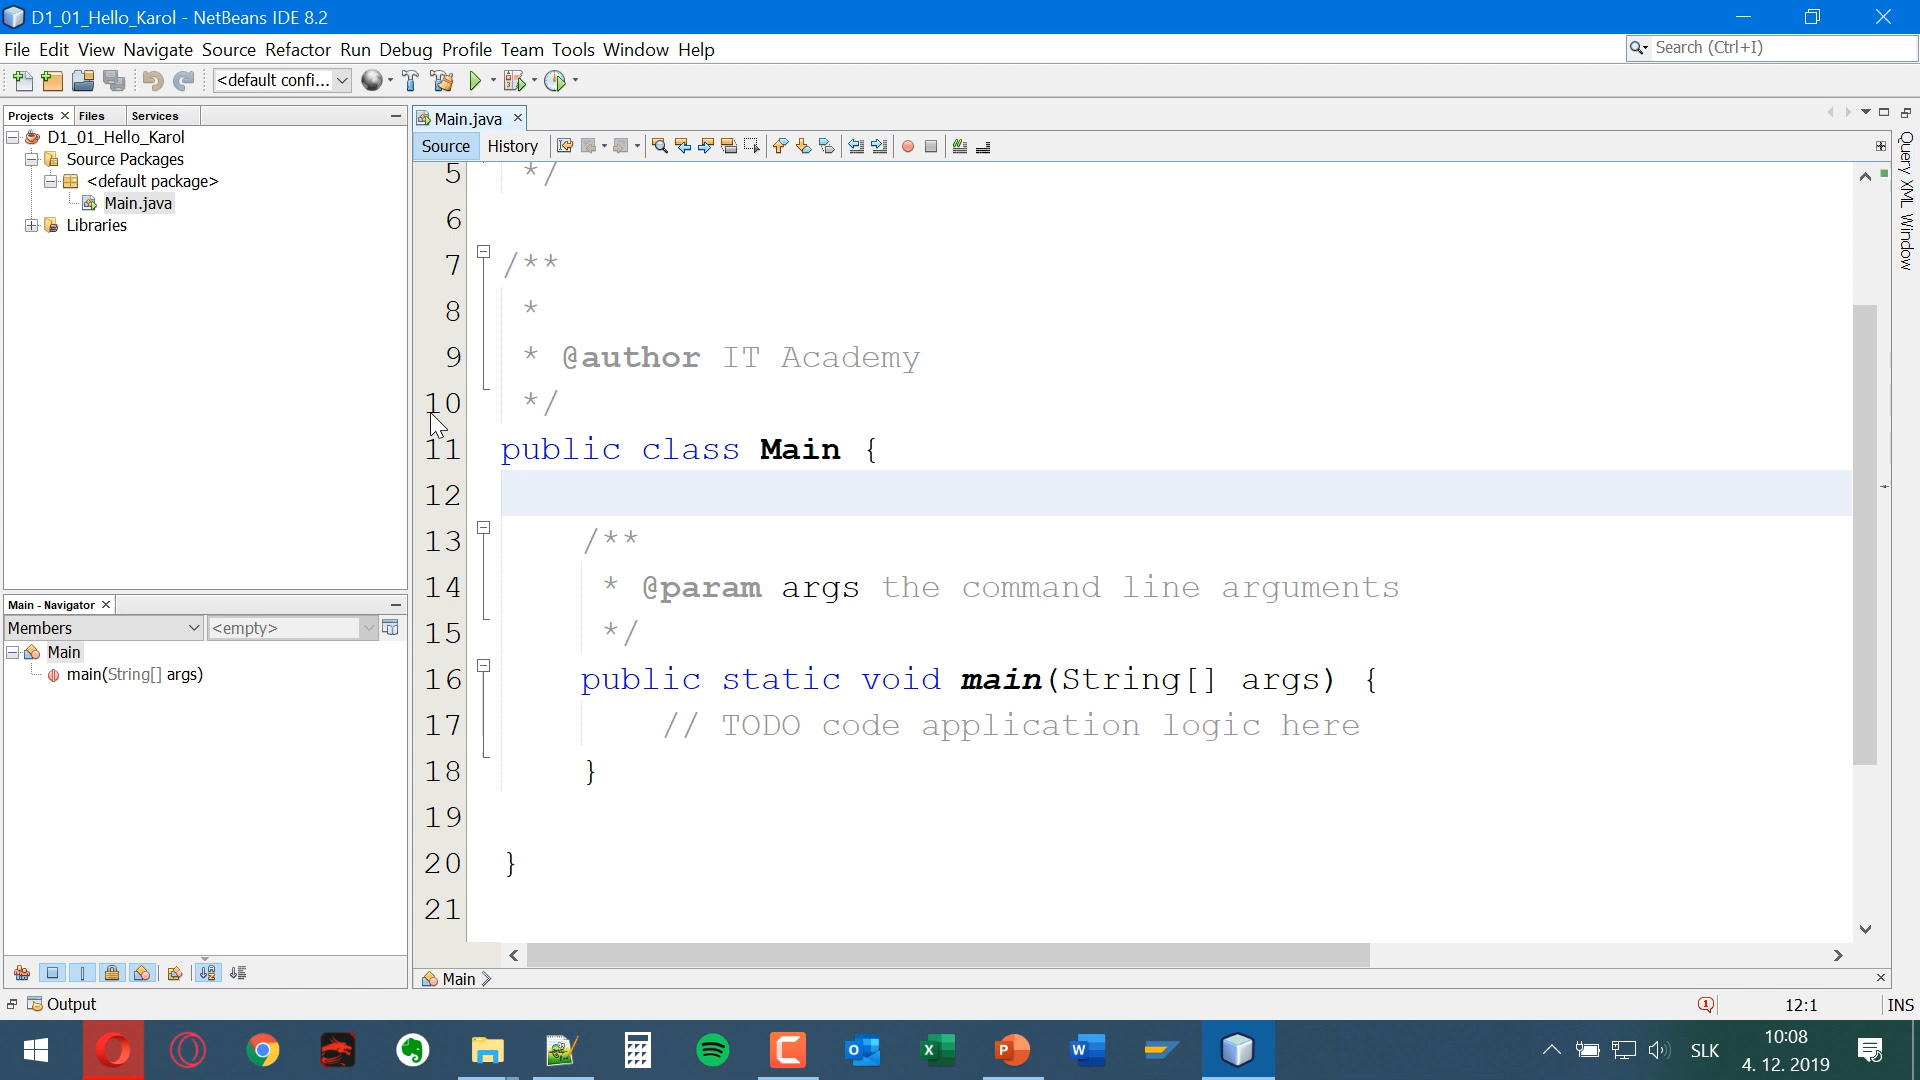 D1_01_Hello_Karol - NetBeans IDE 8.2
File Edit View Navigate Source Refactor Run Debug Profile Team Tools Window Help
Search (Ctrl+I)
<default confi...
Projects Files Services
D1_01_Hello_Karol
Source Packages
<default package>
Main.java
Libraries
Main - Navigator
Members <empty>
Main
main(String[] args)
Main.java
Source History
5 */
6
7 /**
8 *
9 * @author IT Academy
10 */
11 public class Main {
12
13 /**
14 * @param args the command line arguments
15 */
16 public static void main(String[] args) {
17 // TODO code application logic here
18 }
19
20 }
21
Main
Query XML Window
Output
12:1 INS
SLK
10:08
4. 12. 2019